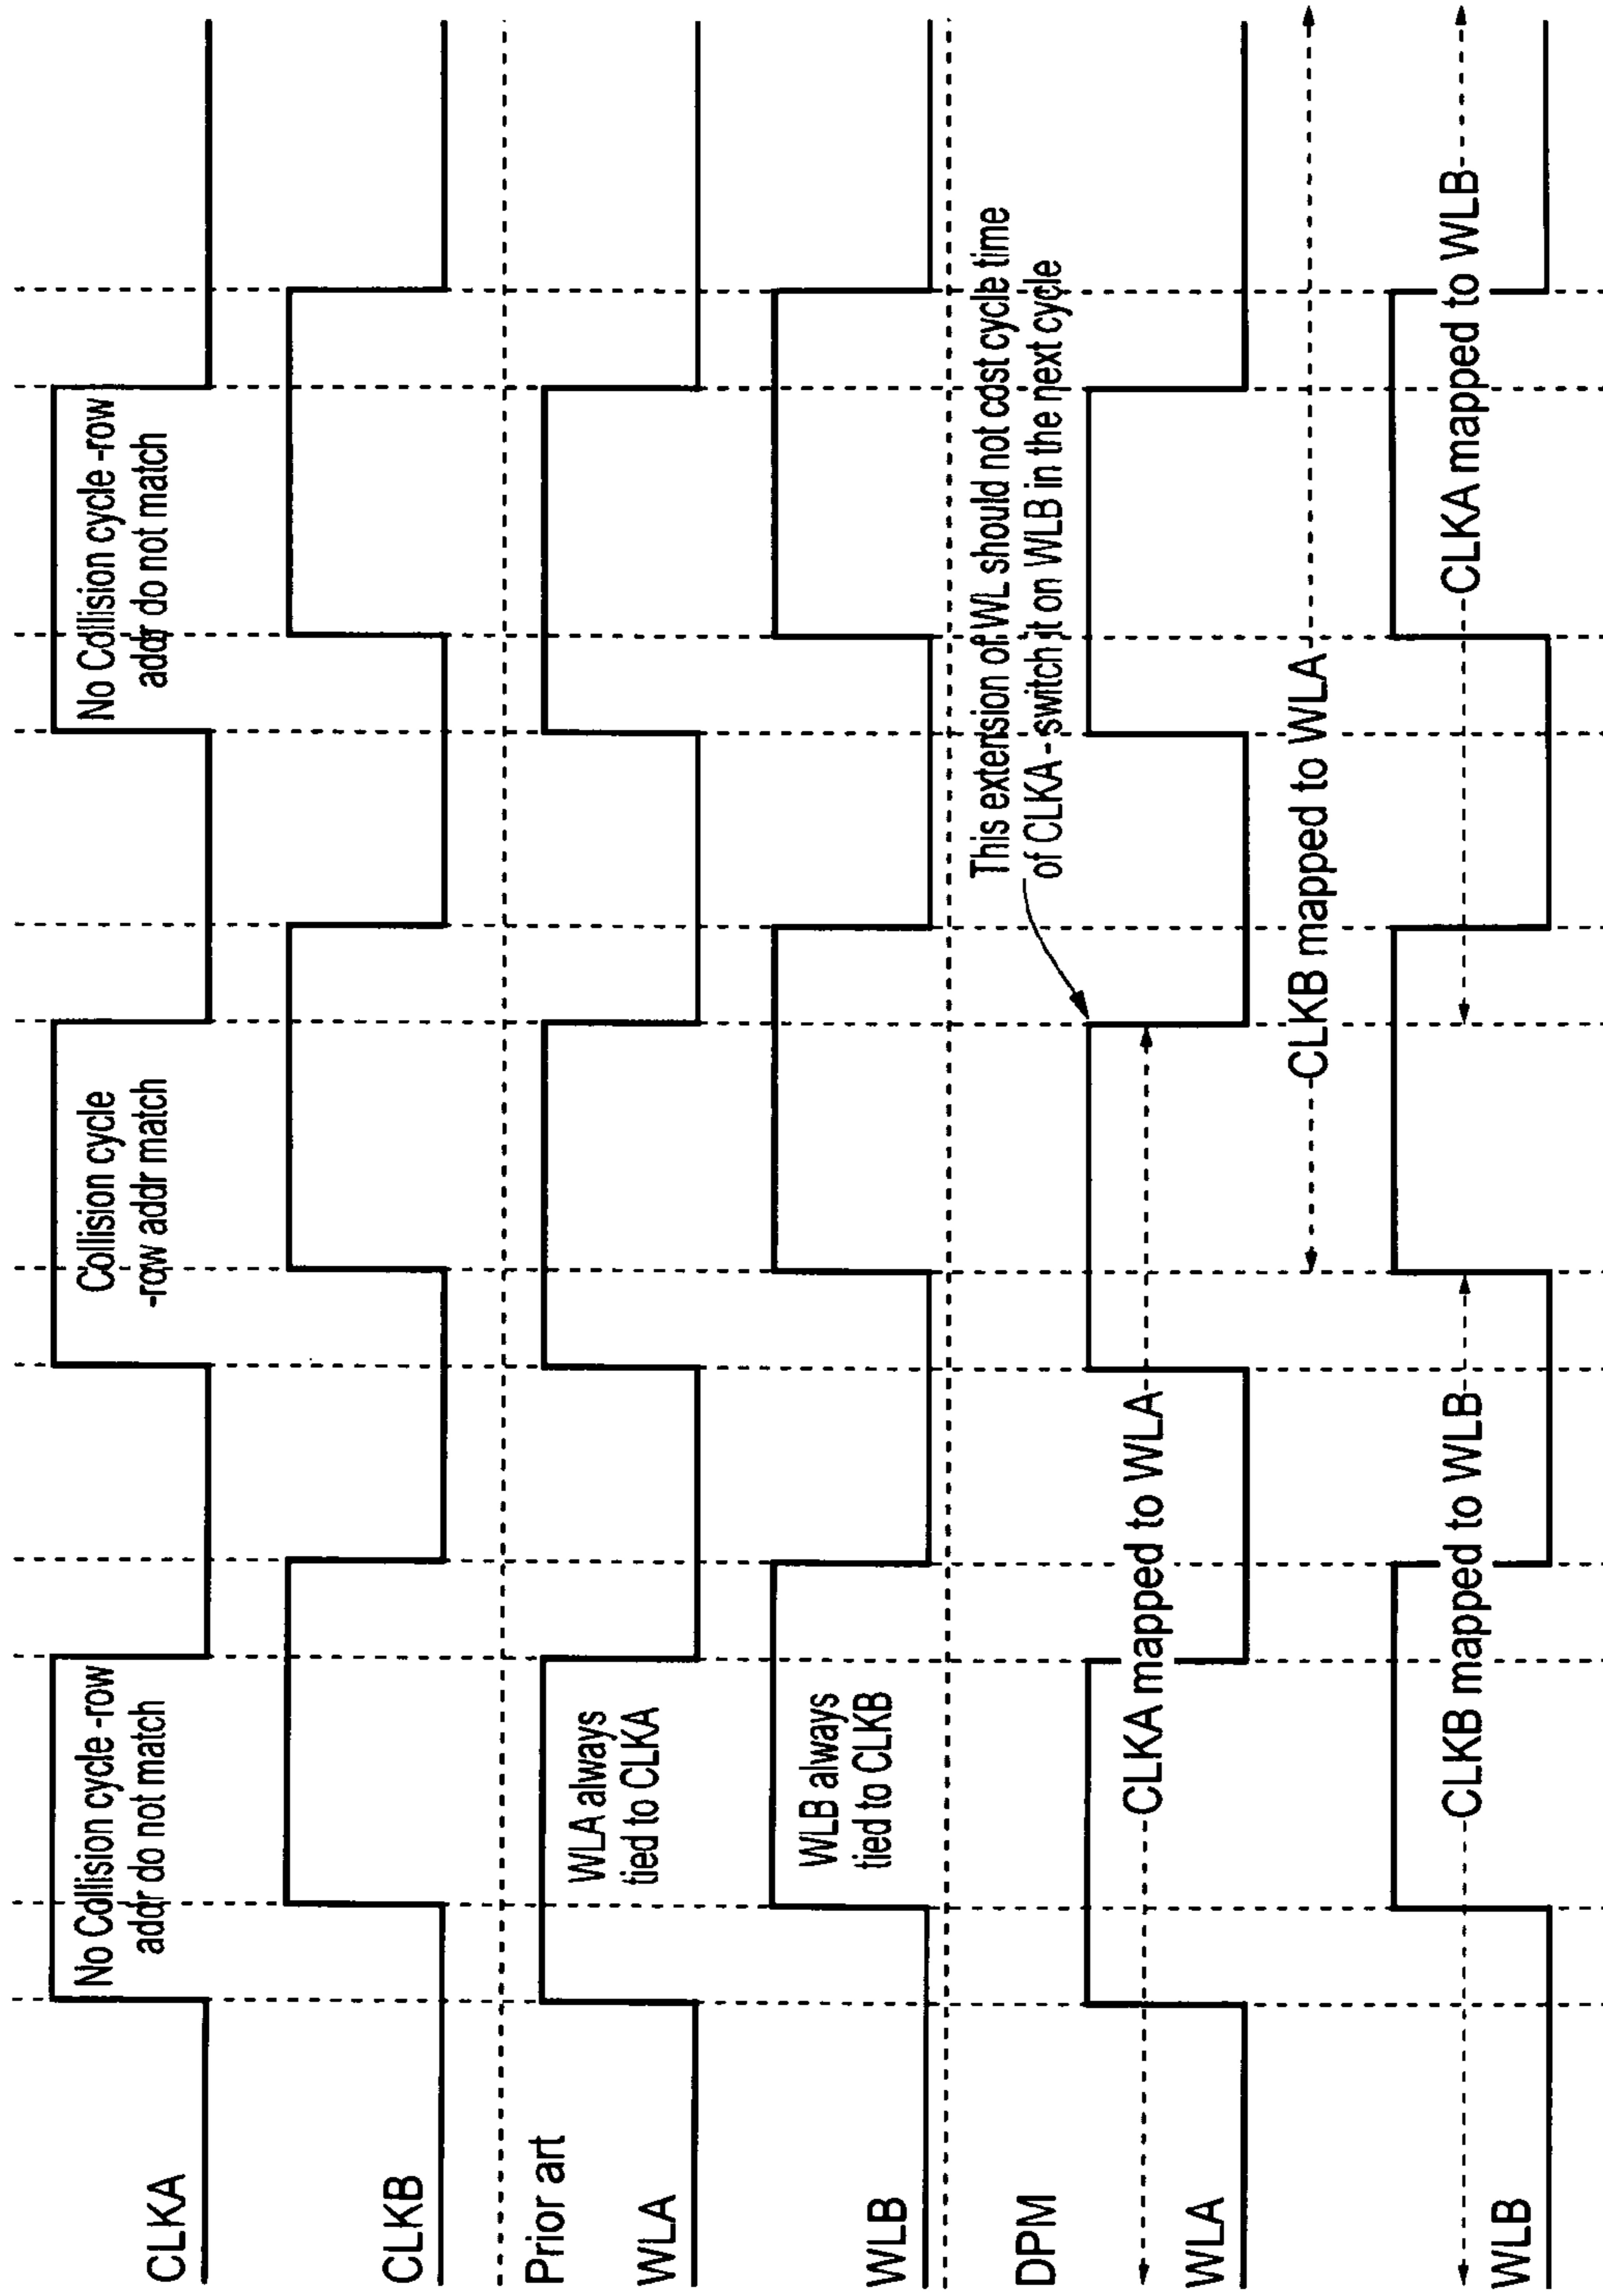 CLKA
No Collision cycle -row
addr do not match
Collision cycle
-row addr match
No Collision cycle -row
addr do not match
CLKB
Prior art
WLA
WLA always
tied to CLKA
WLB
WLB always
tied to CLKB
DPM
This extension of WL should not cost cycle time
of CLKA - switch it on WLB in the next cycle
WLA
CLKA mapped to WLA
CLKB mapped to WLA
WLB
CLKB mapped to WLB
CLKA mapped to WLB